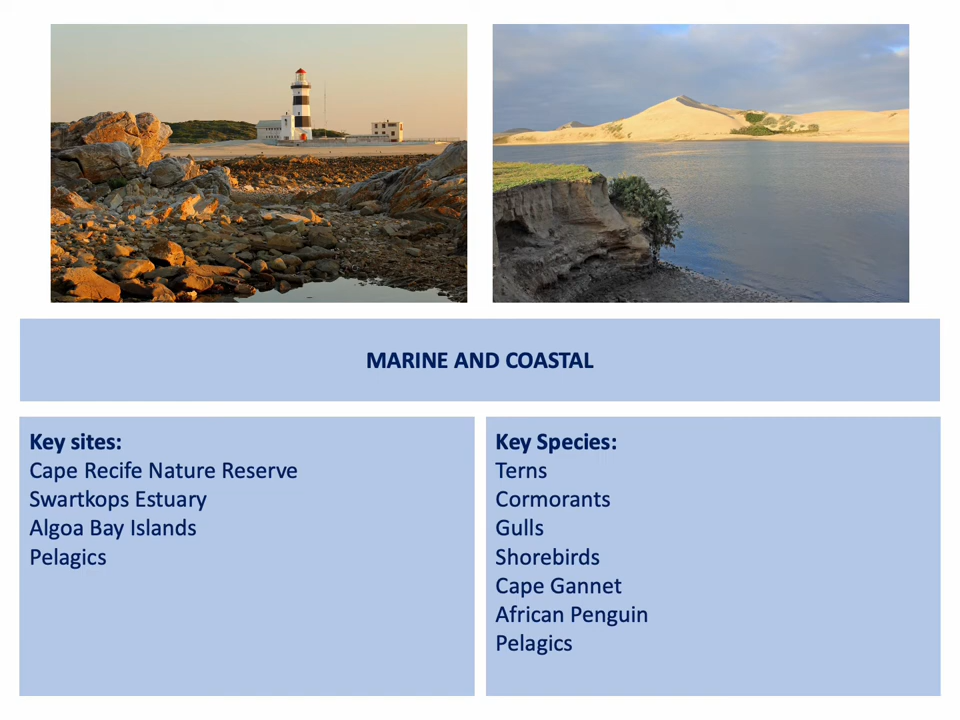 MARINE AND COASTAL
Key sites:
Cape Recife Nature Reserve
Swartkops Estuary
Algoa Bay Islands
Pelagics
Key Species:
Terns
Cormorants
Gulls
Shorebirds
Cape Gannet
African Penguin
Pelagics